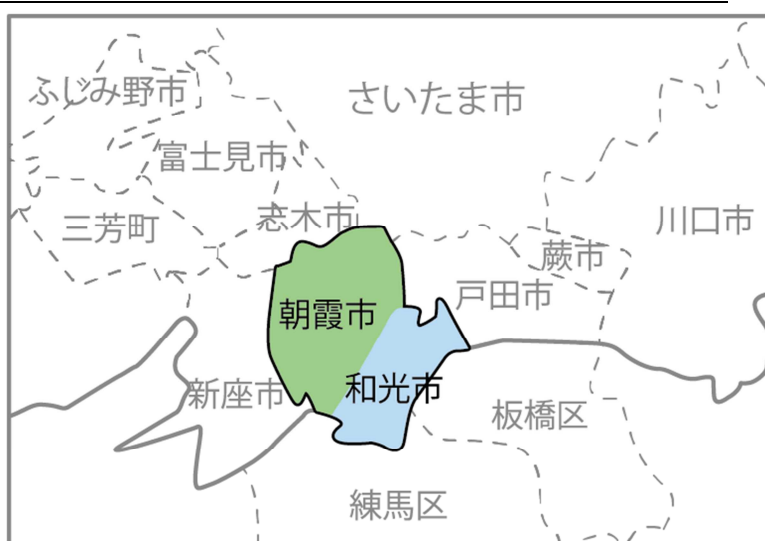 ふじみ野市
さいたま市
富士見市
三芳町
志木市
川口市
蕨市
戸田市
朝霞市
新座市
和光市
板橋区
練馬区